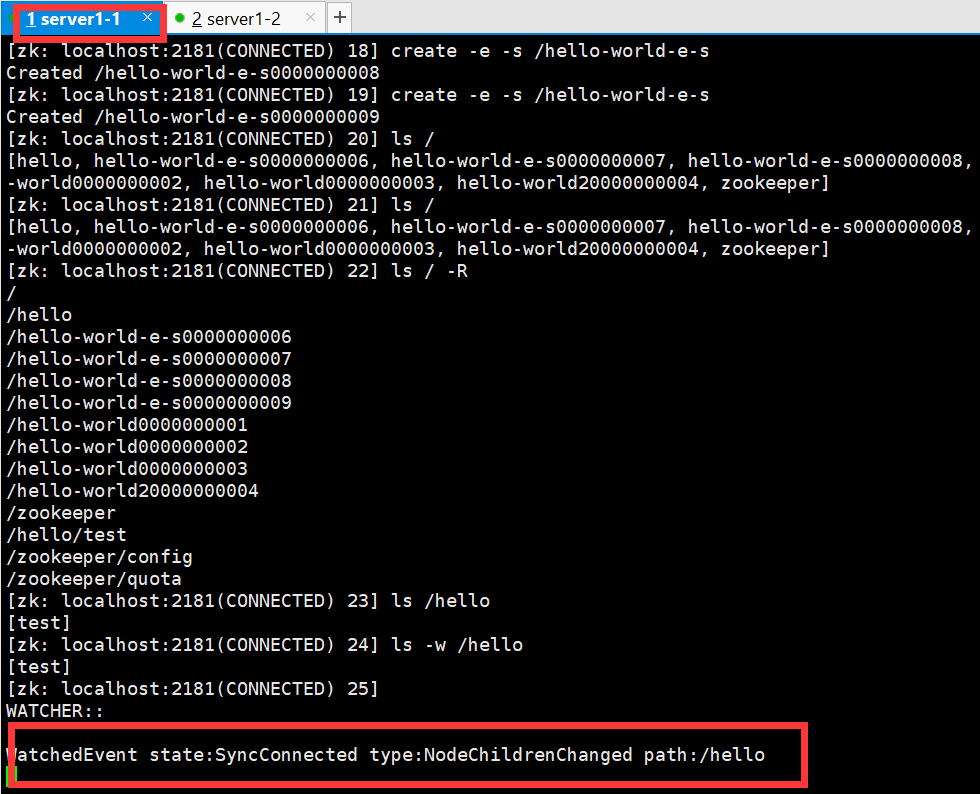 1 server1-1 × 2 server1-2 × +
[zk: localhost:2181(CONNECTED) 18] create -e -s /hello-world-e-s
Created /hello-world-e-s0000000008
[zk: localhost:2181(CONNECTED) 19] create -e -s /hello-world-e-s
Created /hello-world-e-s0000000009
[zk: localhost:2181(CONNECTED) 20] ls /
[hello, hello-world-e-s0000000006, hello-world-e-s0000000007, hello-world-e-s0000000008,
-world0000000002, hello-world0000000003, hello-world20000000004, zookeeper]
[zk: localhost:2181(CONNECTED) 21] ls /
[hello, hello-world-e-s0000000006, hello-world-e-s0000000007, hello-world-e-s0000000008,
-world0000000002, hello-world0000000003, hello-world20000000004, zookeeper]
[zk: localhost:2181(CONNECTED) 22] ls / -R
/
/hello
/hello-world-e-s0000000006
/hello-world-e-s0000000007
/hello-world-e-s0000000008
/hello-world-e-s0000000009
/hello-world0000000001
/hello-world0000000002
/hello-world0000000003
/hello-world20000000004
/zookeeper
/hello/test
/zookeeper/config
/zookeeper/quota
[zk: localhost:2181(CONNECTED) 23] ls /hello
[test]
[zk: localhost:2181(CONNECTED) 24] ls -w /hello
[test]
[zk: localhost:2181(CONNECTED) 25]
WATCHER::
WatchedEvent state:SyncConnected type:NodeChildrenChanged path:/hello